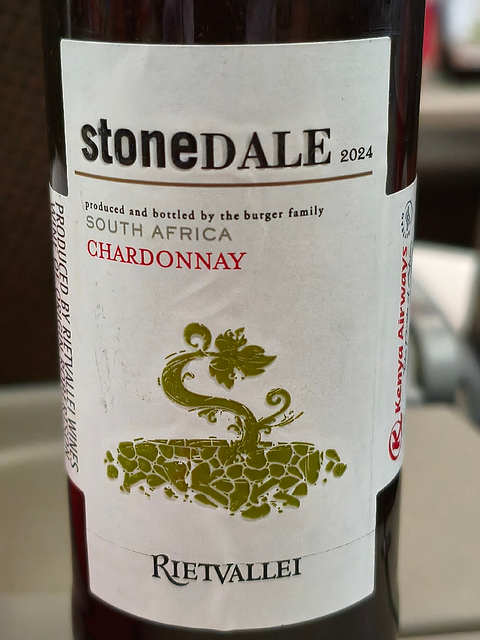 stoneDALE 2024
produced and bottled by the burger family
SOUTH AFRICA
CHARDONNAY
RIETVALLEI
PRODUCED BY RIETVALLEI WINES
Kenya Airways